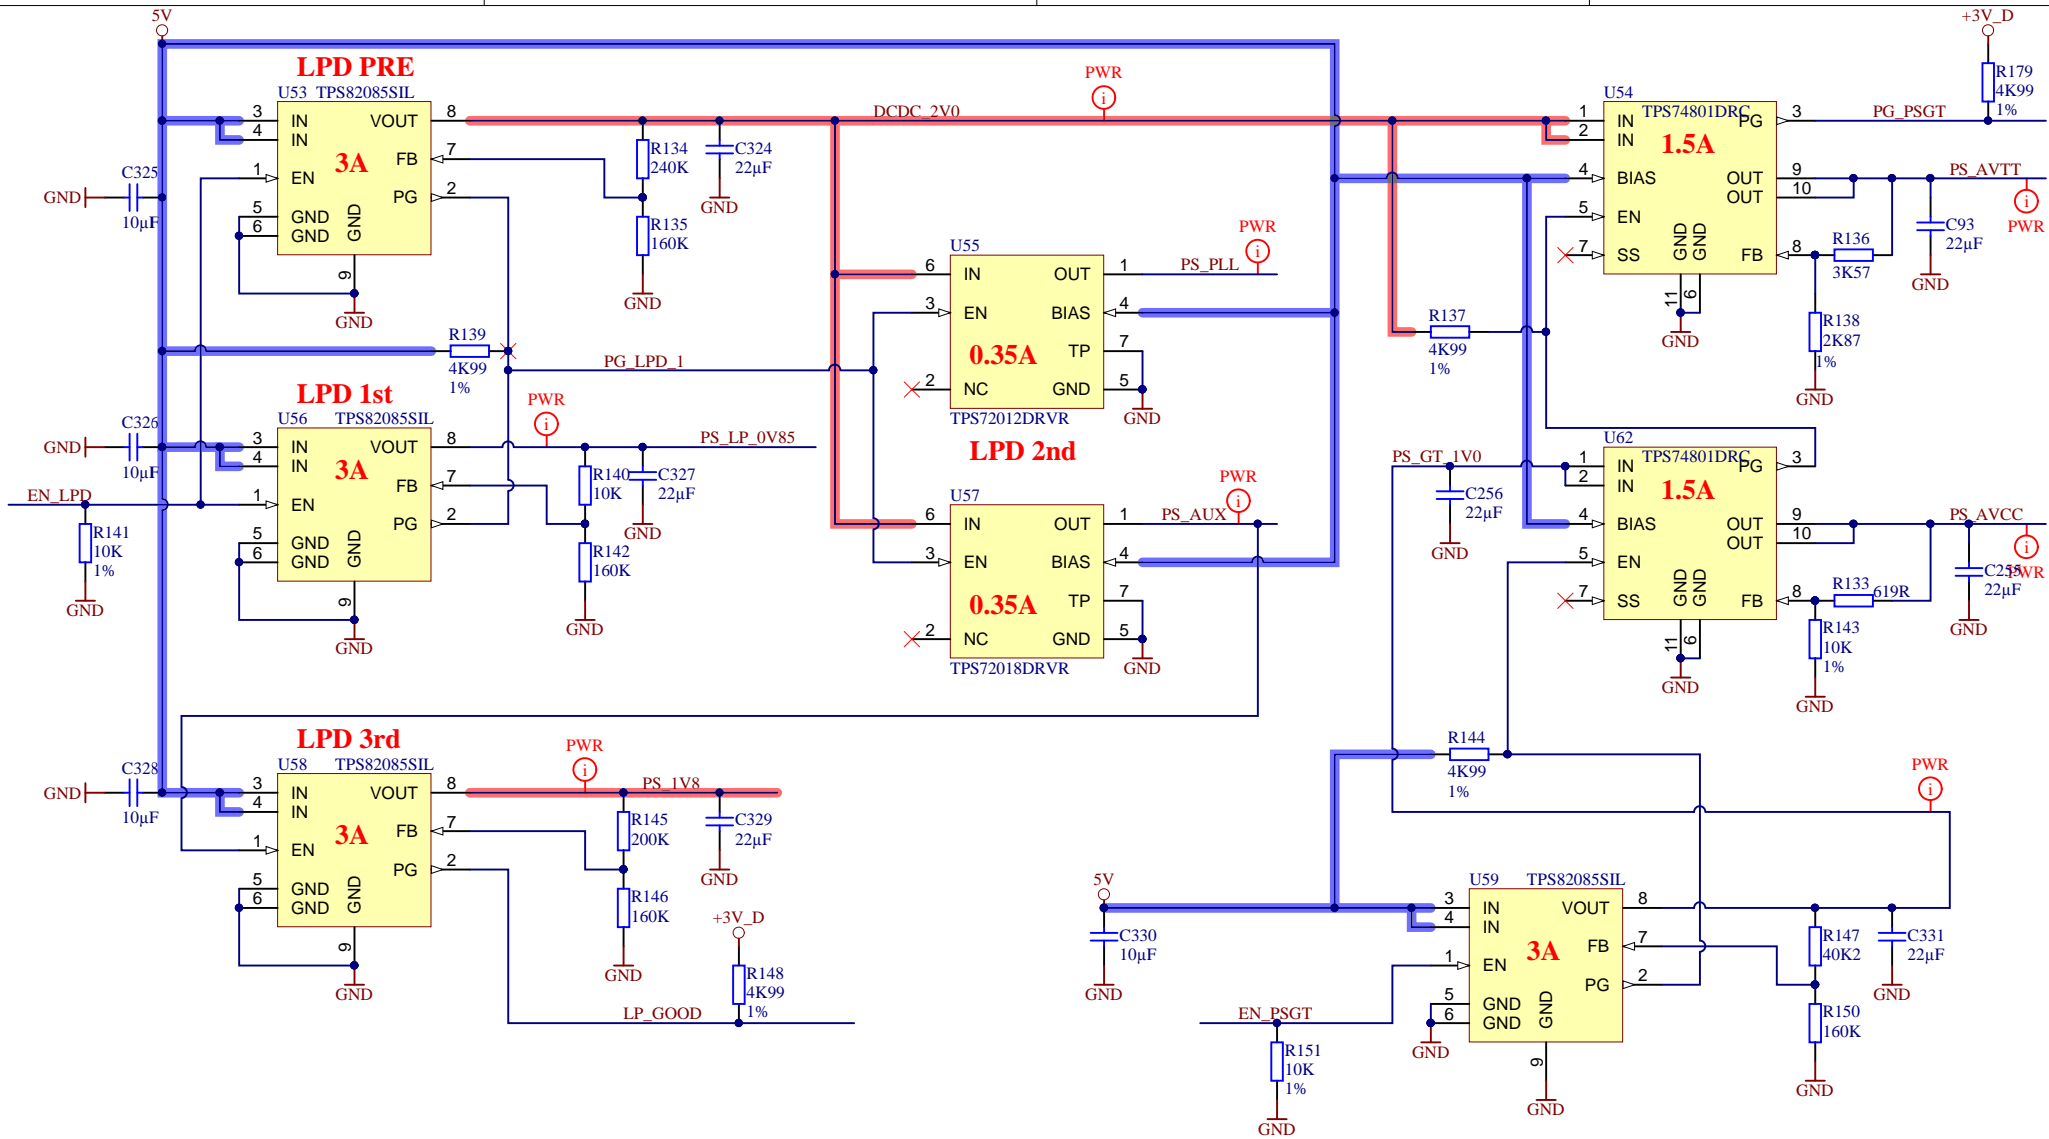 5V
+3V_D
LPD PRE
U53 TPS82085SIL
3 IN VOUT 8
4 IN
3A
FB 7
1 EN
PG 2
5 GND
6 GND
GND
9
GND
C325
10µF
GND
DCDC_2V0
PWR
i
R134
240K
C324
22µF
GND
R135
160K
GND
U54
TPS74801DRC
1 IN PG 3
2 IN
1.5A
4 BIAS OUT 9
OUT 10
5 EN
7 SS FB 8
GND
GND
11
6
GND
PG_PSGT
R179
4K99
1%
PS_AVTT
i
PWR
C93
22µF
GND
R136
3K57
R138
2K87
1%
GND
U55
6 IN OUT 1
3 EN BIAS 4
0.35A
TP 7
2 NC GND 5
TPS72012DRVR
GND
PS_PLL
PWR
i
R137
4K99
1%
R139
4K99
1%
PG_LPD_1
LPD 1st
U56 TPS82085SIL
3 IN VOUT 8
4 IN
3A
FB 7
1 EN
PG 2
5 GND
6 GND
GND
9
GND
C326
10µF
GND
EN_LPD
R141
10K
1%
GND
PWR
i
PS_LP_0V85
R140
10K
C327
22µF
GND
R142
160K
GND
LPD 2nd
U57
6 IN OUT 1
3 EN BIAS 4
0.35A
TP 7
2 NC GND 5
TPS72018DRVR
GND
PS_AUX
PWR
i
U62
TPS74801DRC
1 IN PG 3
2 IN
1.5A
4 BIAS OUT 9
OUT 10
5 EN
7 SS FB 8
GND
GND
11
6
GND
PS_GT_1V0
C256
22µF
GND
PS_AVCC
i
PWR
C255
22µF
GND
R133
619R
R143
10K
1%
GND
LPD 3rd
U58 TPS82085SIL
3 IN VOUT 8
4 IN
3A
FB 7
1 EN
PG 2
5 GND
6 GND
GND
9
GND
C328
10µF
GND
PWR
i
PS_1V8
R145
200K
C329
22µF
GND
R146
160K
GND
+3V_D
R148
4K99
1%
LP_GOOD
R144
4K99
1%
PWR
i
5V
C330
10µF
GND
U59 TPS82085SIL
3 IN VOUT 8
4 IN
3A
FB 7
1 EN
PG 2
5 GND
6 GND
GND
9
GND
GND
EN_PSGT
R151
10K
1%
GND
R147
40K2
C331
22µF
GND
R150
160K
GND